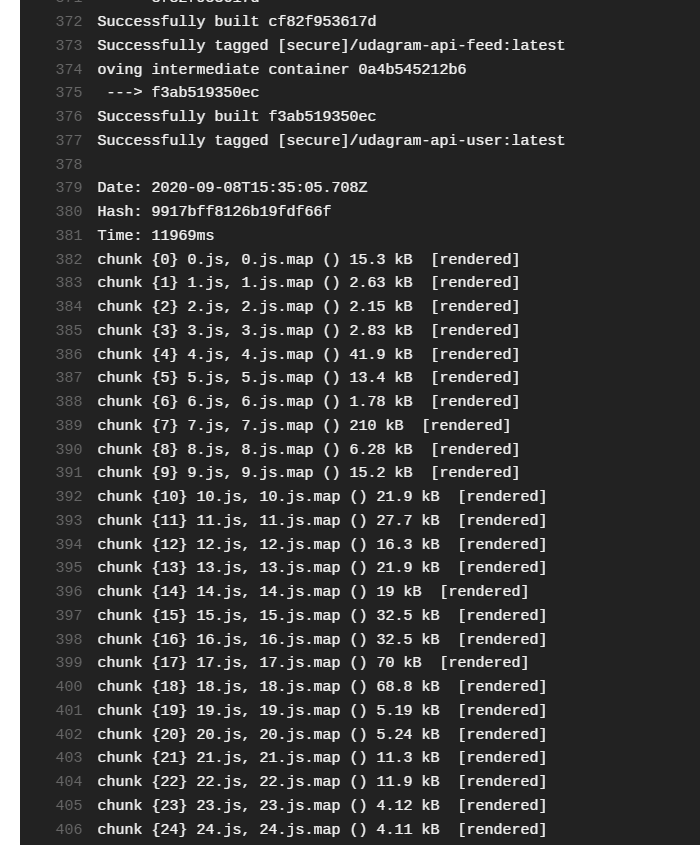 372 Successfully built cf82f953617d
373 Successfully tagged [secure]/udagram-api-feed:latest
374 oving intermediate container 0a4b545212b6
375  ---> f3ab519350ec
376 Successfully built f3ab519350ec
377 Successfully tagged [secure]/udagram-api-user:latest
378
379 Date: 2020-09-08T15:35:05.708Z
380 Hash: 9917bff8126b19fdf66f
381 Time: 11969ms
382 chunk {0} 0.js, 0.js.map () 15.3 kB  [rendered]
383 chunk {1} 1.js, 1.js.map () 2.63 kB  [rendered]
384 chunk {2} 2.js, 2.js.map () 2.15 kB  [rendered]
385 chunk {3} 3.js, 3.js.map () 2.83 kB  [rendered]
386 chunk {4} 4.js, 4.js.map () 41.9 kB  [rendered]
387 chunk {5} 5.js, 5.js.map () 13.4 kB  [rendered]
388 chunk {6} 6.js, 6.js.map () 1.78 kB  [rendered]
389 chunk {7} 7.js, 7.js.map () 210 kB  [rendered]
390 chunk {8} 8.js, 8.js.map () 6.28 kB  [rendered]
391 chunk {9} 9.js, 9.js.map () 15.2 kB  [rendered]
392 chunk {10} 10.js, 10.js.map () 21.9 kB  [rendered]
393 chunk {11} 11.js, 11.js.map () 27.7 kB  [rendered]
394 chunk {12} 12.js, 12.js.map () 16.3 kB  [rendered]
395 chunk {13} 13.js, 13.js.map () 21.9 kB  [rendered]
396 chunk {14} 14.js, 14.js.map () 19 kB  [rendered]
397 chunk {15} 15.js, 15.js.map () 32.5 kB  [rendered]
398 chunk {16} 16.js, 16.js.map () 32.5 kB  [rendered]
399 chunk {17} 17.js, 17.js.map () 70 kB  [rendered]
400 chunk {18} 18.js, 18.js.map () 68.8 kB  [rendered]
401 chunk {19} 19.js, 19.js.map () 5.19 kB  [rendered]
402 chunk {20} 20.js, 20.js.map () 5.24 kB  [rendered]
403 chunk {21} 21.js, 21.js.map () 11.3 kB  [rendered]
404 chunk {22} 22.js, 22.js.map () 11.9 kB  [rendered]
405 chunk {23} 23.js, 23.js.map () 4.12 kB  [rendered]
406 chunk {24} 24.js, 24.js.map () 4.11 kB  [rendered]